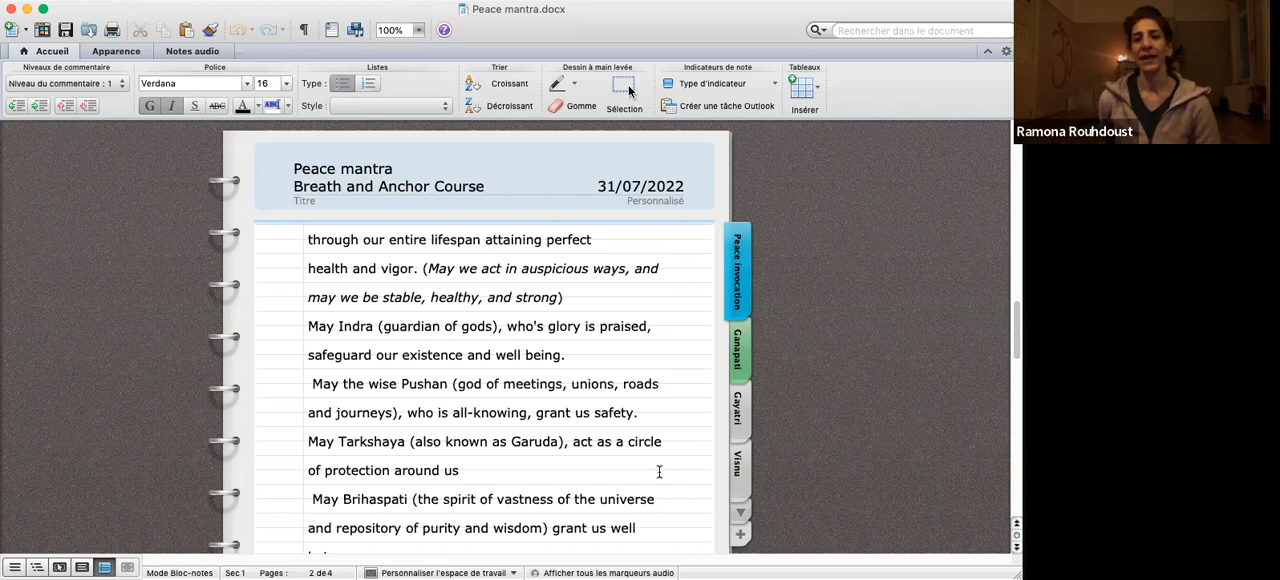 Peace mantra.docx
100%
Rechercher dans le document
Accueil
Apparence
Notes audio
Niveaux de commentaire
Police
Listes
Trier
Dessin à main levée
Indicateurs de note
Tableaux
Niveau du commentaire : 1
Verdana
16
Type :
Croissant
Type d'indicateur
G I S ABC A ABC
Style :
Décroissant
Gomme
Sélection
Créer une tâche Outlook
Insérer
Ramona Rouhdoust
Peace mantra
Breath and Anchor Course
31/07/2022
Titre
Personnalisé
through our entire lifespan attaining perfect
health and vigor. (May we act in auspicious ways, and
may we be stable, healthy, and strong)
May Indra (guardian of gods), who's glory is praised,
safeguard our existence and well being.
May the wise Pushan (god of meetings, unions, roads
and journeys), who is all-knowing, grant us safety.
May Tarkshaya (also known as Garuda), act as a circle
of protection around us
May Brihaspati (the spirit of vastness of the universe
and repository of purity and wisdom) grant us well
Peace invocation
Ganapati
Gayatri
Visnu
Mode Bloc-notes
Sec 1
Pages :
2 de 4
Personnaliser l'espace de travail
Afficher tous les marqueurs audio